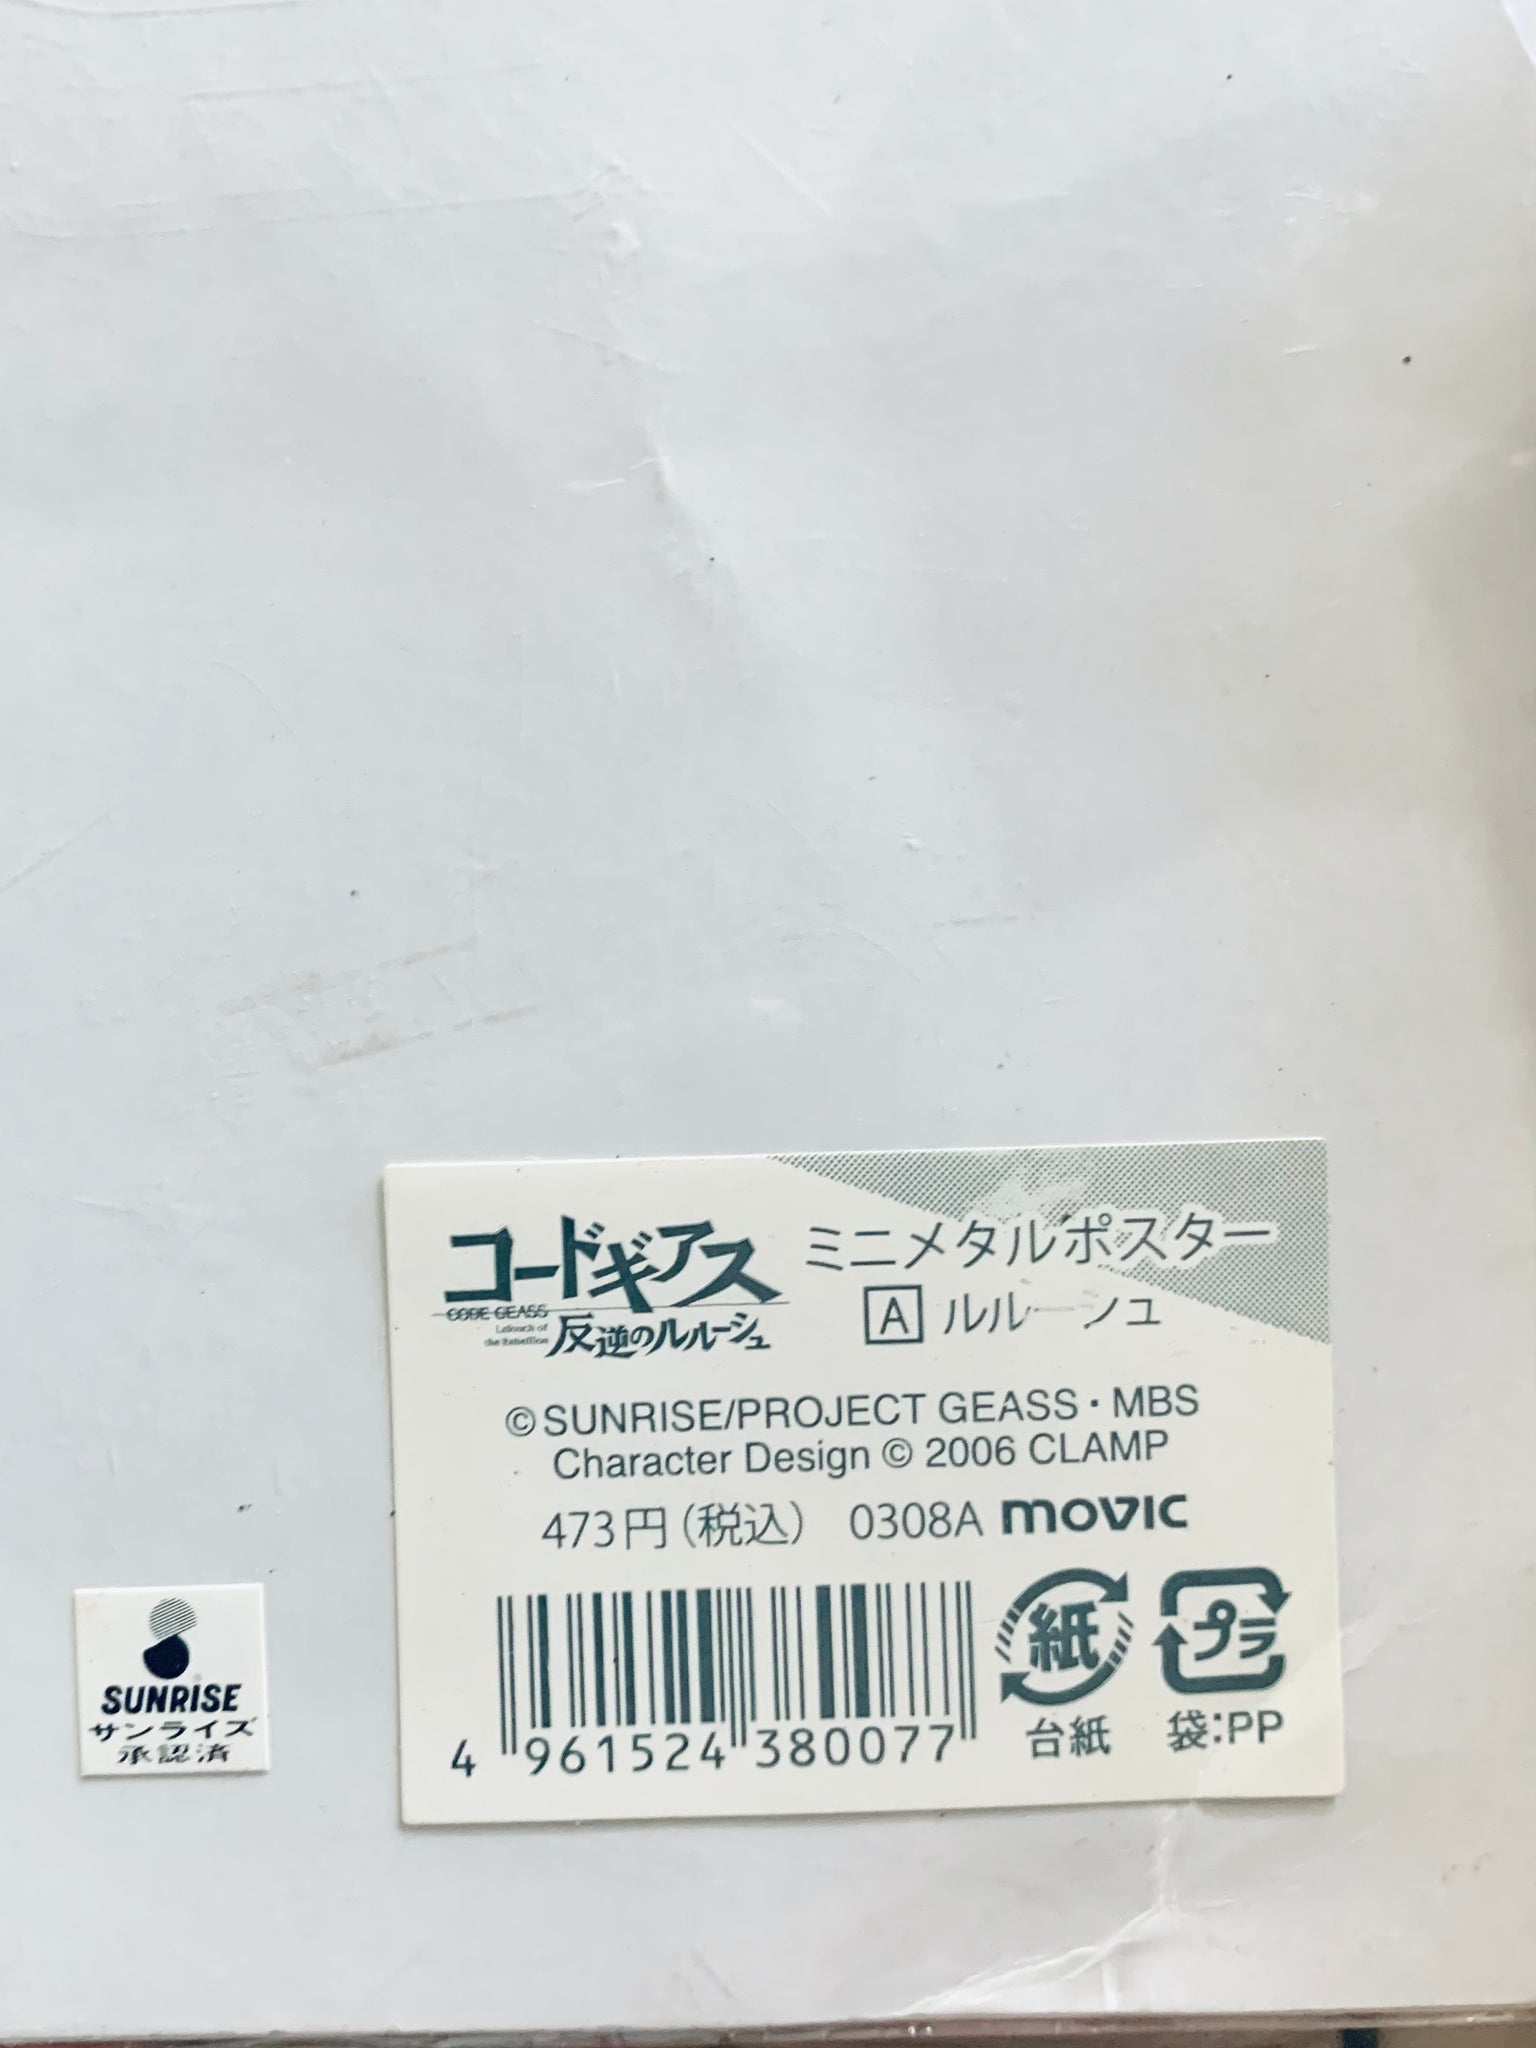 コードギアス
CODE GEASS
Lelouch of
the Rebellion
反逆のルルーシュ
ミニメタルポスター
A ルルーシュ
©SUNRISE/PROJECT GEASS・MBS
Character Design © 2006 CLAMP
473円(税込) 0308A movic
4 961524 380077
紙
台紙
プラ
袋:PP
SUNRISE
サンライズ
承認済